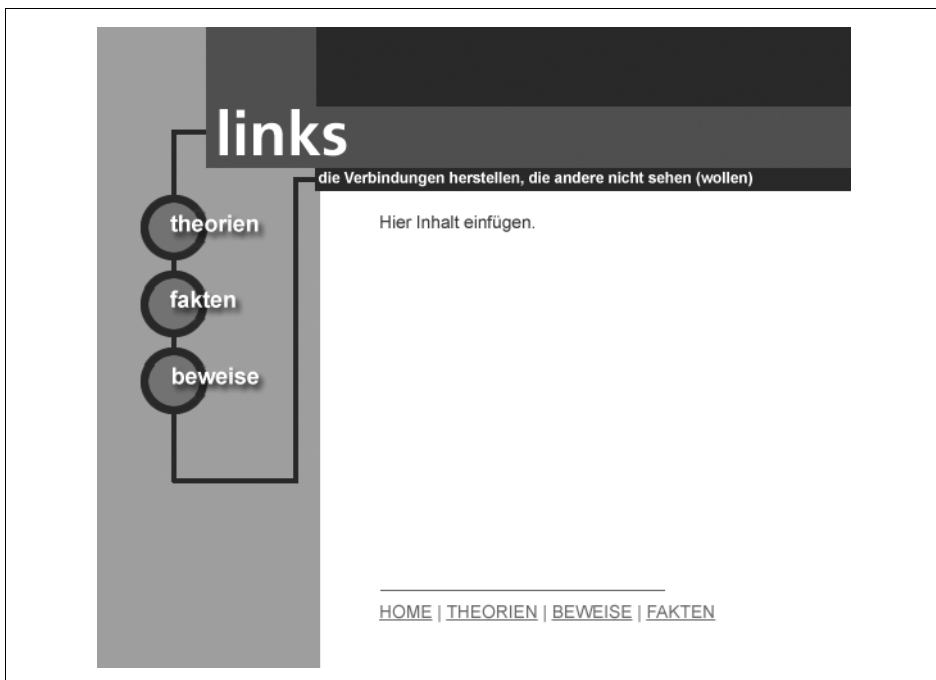 links
die Verbindungen herstellen, die andere nicht sehen (wollen)
theorien
fakten
beweise
Hier Inhalt einfügen.
HOME | THEORIEN | BEWEISE | FAKTEN